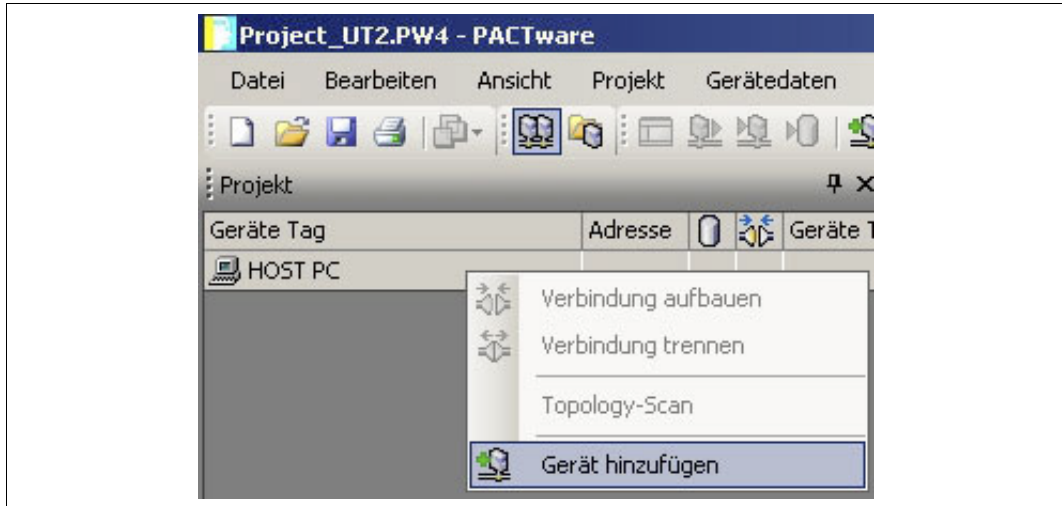 Project_UT2.PW4 - PACTware
Datei Bearbeiten Ansicht Projekt Gerätedaten
Projekt
Geräte Tag Adresse Geräte
HOST PC
Verbindung aufbauen
Verbindung trennen
Topology-Scan
Gerät hinzufügen